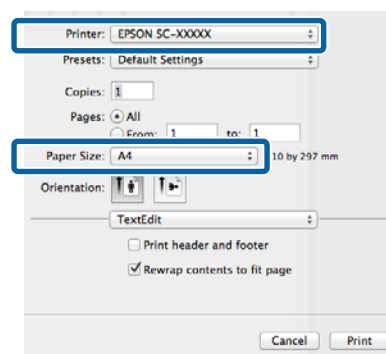 Printer: EPSON SC-XXXXX
Presets: Default Settings
Copies: 1
Pages: All
From: 1 to: 1
Paper Size: A4 10 by 297 mm
Orientation:
TextEdit
Print header and footer
Rewrap contents to fit page
Cancel Print